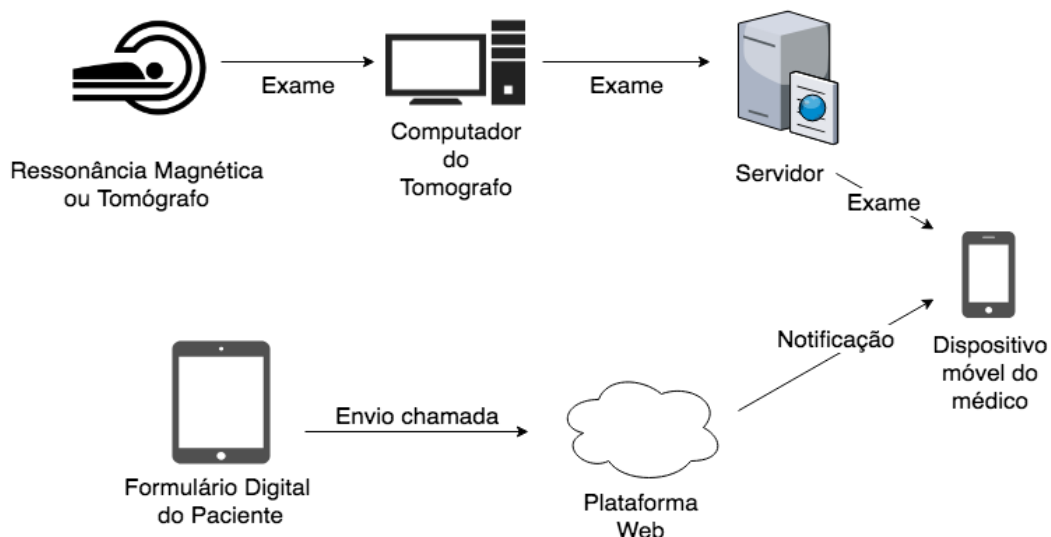 Exame
Exame
Computador
do
Tomografo
Ressonância Magnética
ou Tomógrafo
Servidor
Exame
Notificação
Dispositivo
móvel do
médico
Envio chamada
Formulário Digital
do Paciente
Plataforma
Web